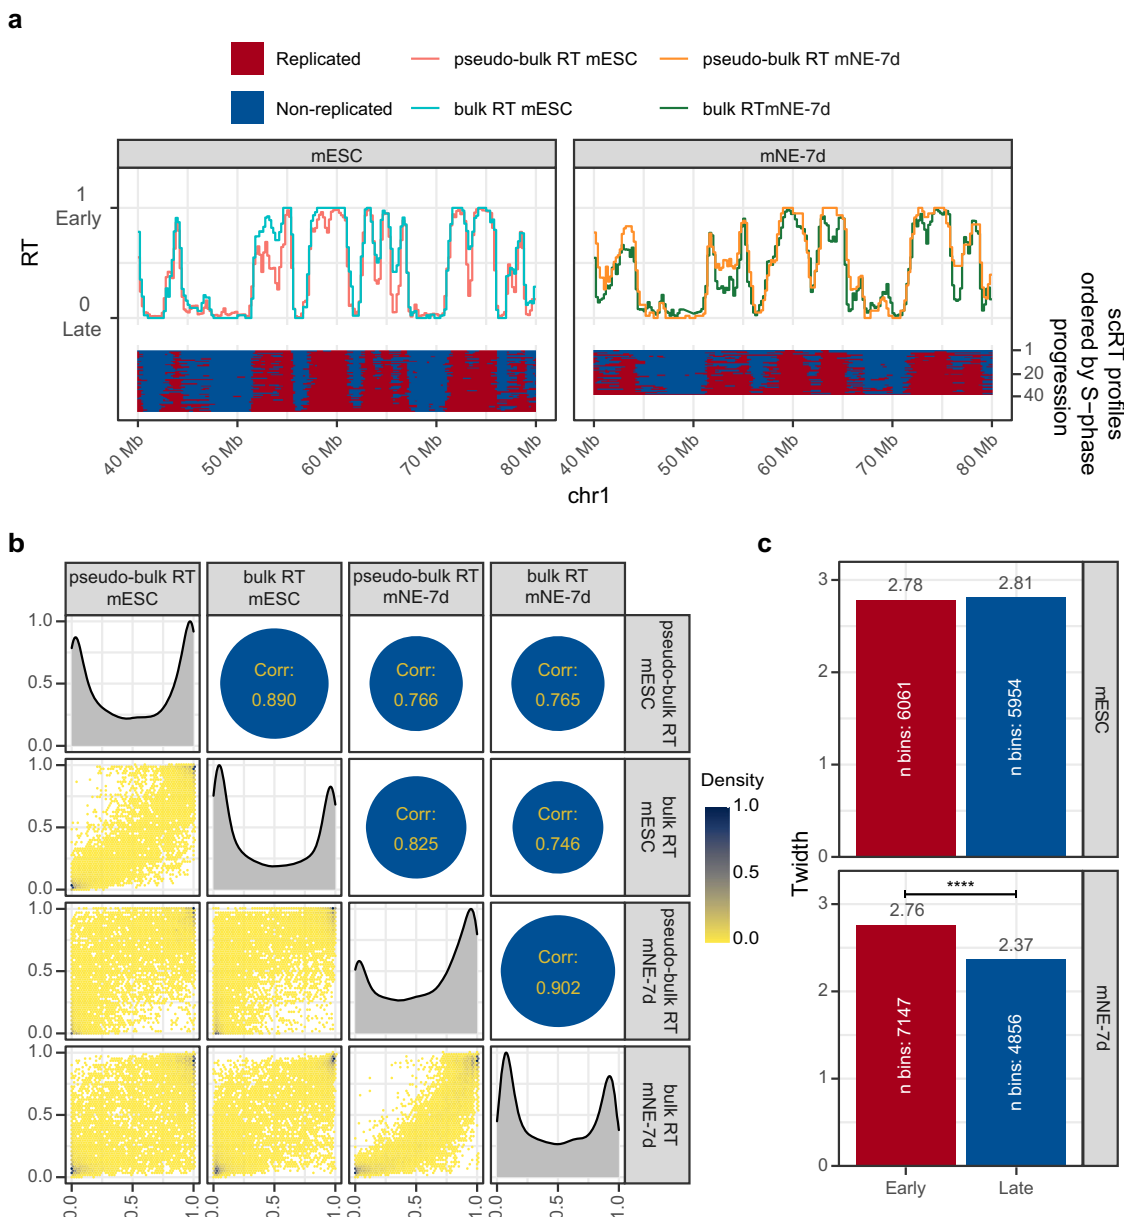 a
Replicated
pseudo-bulk RT mESC
pseudo-bulk RT mNE-7d
Non-replicated
bulk RT mESC
bulk RTmNE-7d
mESC
mNE-7d
1
Early
RT
0
Late
1
20
40
scRT profiles
ordered by S-phase
progression
40 Mb
50 Mb
60 Mb
70 Mb
80 Mb
40 Mb
50 Mb
60 Mb
70 Mb
80 Mb
chr1
b
pseudo-bulk RT
mESC
bulk RT
mESC
pseudo-bulk RT
mNE-7d
bulk RT
mNE-7d
1.0
0.5
0.0
Corr:
0.890
Corr:
0.766
Corr:
0.765
pseudo-bulk RT
mESC
1.0
0.5
0.0
Corr:
0.825
Corr:
0.746
bulk RT
mESC
1.0
0.5
0.0
Corr:
0.902
pseudo-bulk RT
mNE-7d
1.0
0.5
0.0
bulk RT
mNE-7d
0.0
0.5
1.0
0.0
0.5
1.0
0.0
0.5
1.0
0.0
0.5
1.0
Density
1.0
0.5
0.0
c
Twidth
3
2
1
0
2.78
2.81
n bins: 6061
n bins: 5954
mESC
3
2
1
0
****
2.76
2.37
n bins: 7147
n bins: 4856
mNE-7d
Early
Late